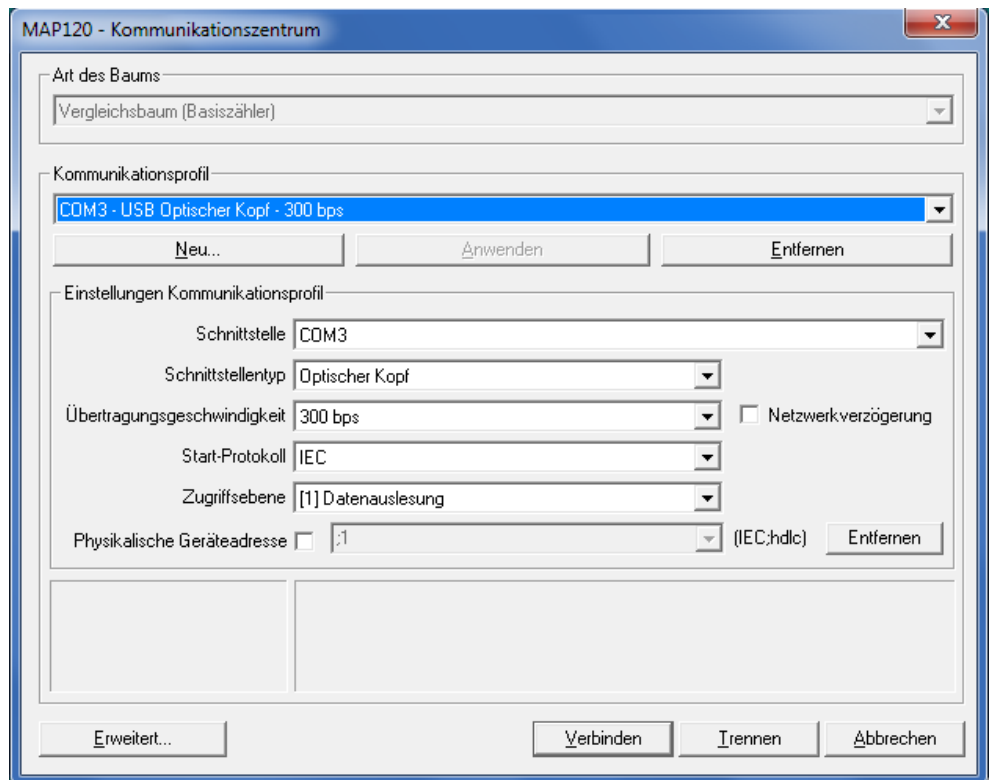 MAP120 - Kommunikationszentrum
Art des Baums
Vergleichsbaum (Basiszähler)
Kommunikationsprofil
COM3 - USB Optischer Kopf - 300 bps
Neu...
Anwenden
Entfernen
Einstellungen Kommunikationsprofil
Schnittstelle COM3
Schnittstellentyp Optischer Kopf
Übertragungsgeschwindigkeit 300 bps Netzwerkverzögerung
Start-Protokoll IEC
Zugriffsebene [1] Datenauslesung
Physikalische Geräteadresse ;1 (IEC;hdlc) Entfernen
Erweitert... Verbinden Trennen Abbrechen